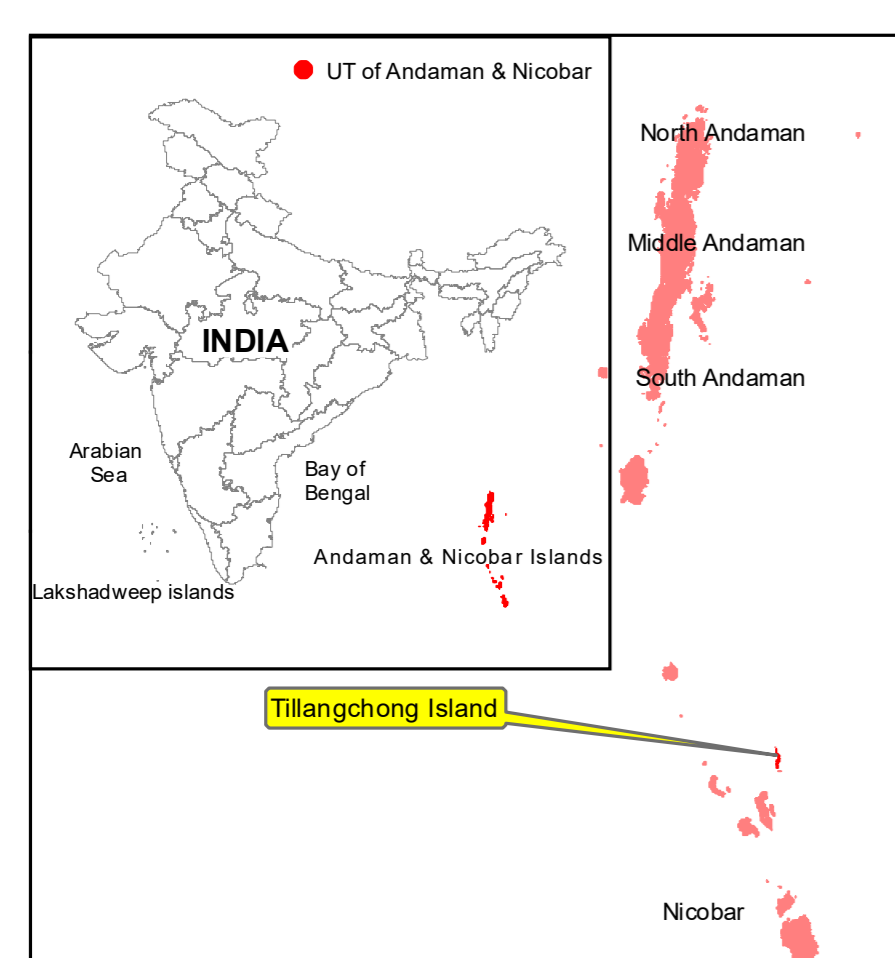 UT of Andaman & Nicobar
North Andaman
Middle Andaman
INDIA
South Andaman
Arabian
Sea
Bay of
Bengal
Andaman & Nicobar Islands
Lakshadweep islands
Tillangchong Island
Nicobar